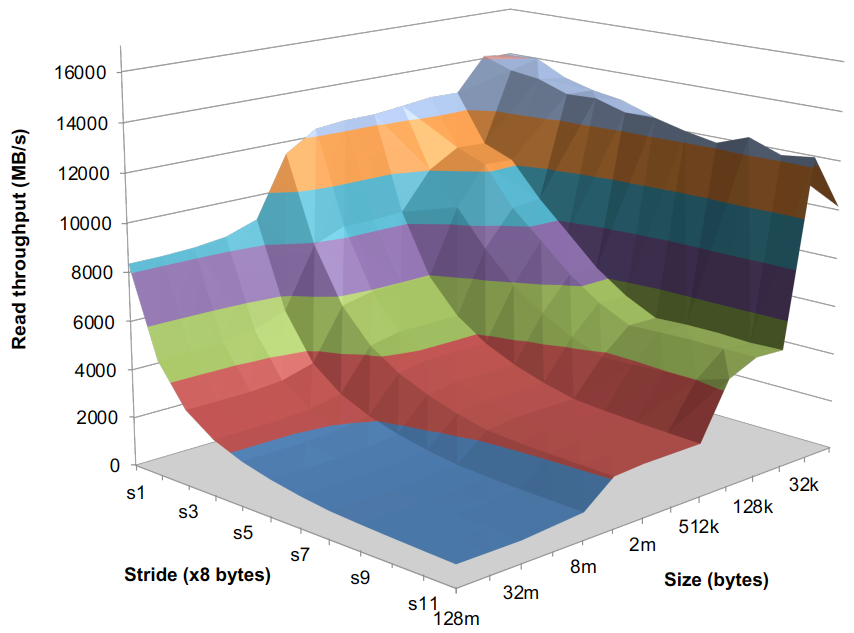 Read throughput (MB/s)
16000
14000
12000
10000
8000
6000
4000
2000
0
s1
s3
s5
s7
s9
s11
Stride (x8 bytes)
128m
32m
8m
2m
512k
128k
32k
Size (bytes)